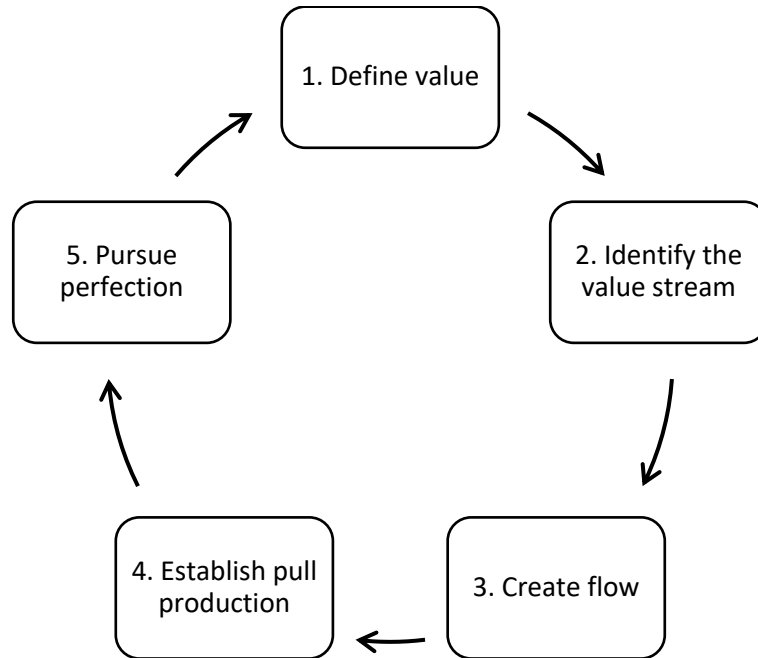 1. Define value
2. Identify the
value stream
3. Create flow
4. Establish pull
production
5. Pursue
perfection